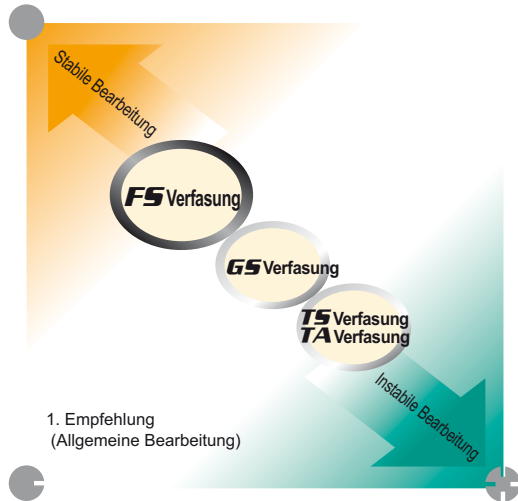 Stabile Bearbeitung
FS Verfasung
GS Verfasung
TS Verfasung
TA Verfasung
Instabile Bearbeitung
1. Empfehlung
(Allgemeine Bearbeitung)